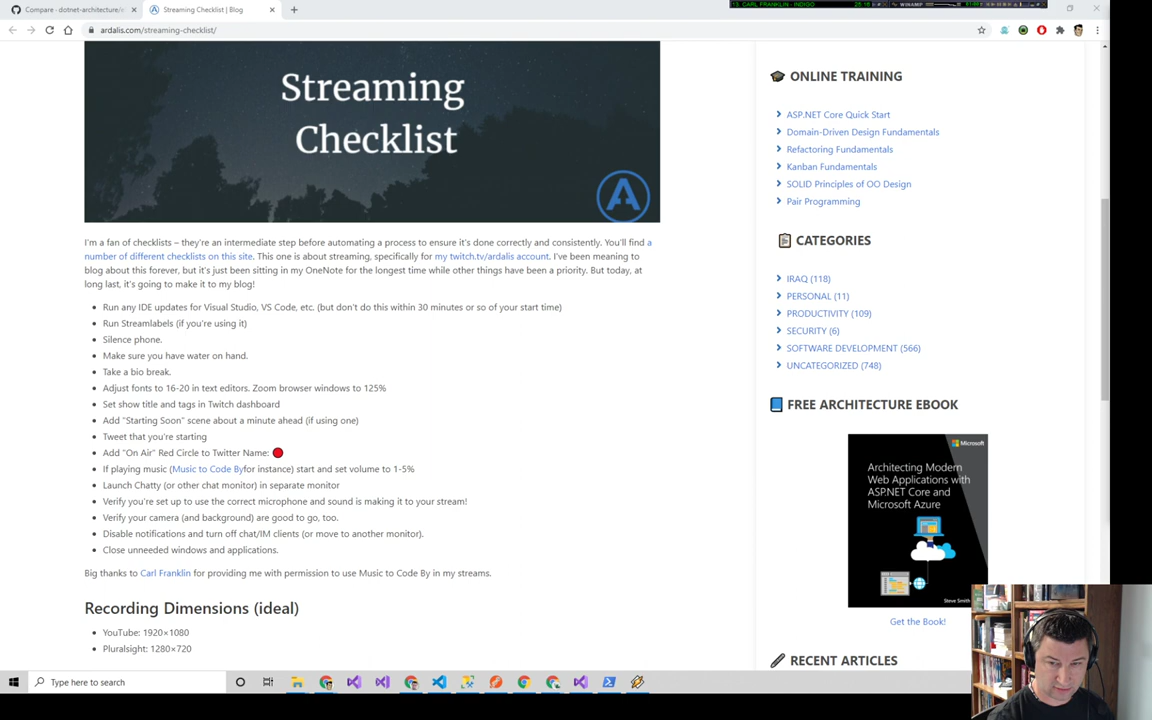 Compare - dotnet-architecture/e
Streaming Checklist | Blog
13. CARL FRANKLIN - INDIGO
WINAMP
ardalis.com/streaming-checklist/
Streaming
Checklist
I'm a fan of checklists – they're an intermediate step before automating a process to ensure it's done correctly and consistently. You'll find a
number of different checklists on this site. This one is about streaming, specifically for my twitch.tv/ardalis account. I've been meaning to
blog about this forever, but it's just been sitting in my OneNote for the longest time while other things have been a priority. But today, at
long last, it's going to make it to my blog!
Run any IDE updates for Visual Studio, VS Code, etc. (but don't do this within 30 minutes or so of your start time)
Run Streamlabels (if you're using it)
Silence phone.
Make sure you have water on hand.
Take a bio break.
Adjust fonts to 16-20 in text editors. Zoom browser windows to 125%
Set show title and tags in Twitch dashboard
Add "Starting Soon" scene about a minute ahead (if using one)
Tweet that you're starting
Add "On Air" Red Circle to Twitter Name:
If playing music (Music to Code Byfor instance) start and set volume to 1-5%
Launch Chatty (or other chat monitor) in separate monitor
Verify you're set up to use the correct microphone and sound is making it to your stream!
Verify your camera (and background) are good to go, too.
Disable notifications and turn off chat/IM clients (or move to another monitor).
Close unneeded windows and applications.
Big thanks to Carl Franklin for providing me with permission to use Music to Code By in my streams.
Recording Dimensions (ideal)
YouTube: 1920×1080
Pluralsight: 1280×720
ONLINE TRAINING
ASP.NET Core Quick Start
Domain-Driven Design Fundamentals
Refactoring Fundamentals
Kanban Fundamentals
SOLID Principles of OO Design
Pair Programming
CATEGORIES
IRAQ (118)
PERSONAL (11)
PRODUCTIVITY (109)
SECURITY (6)
SOFTWARE DEVELOPMENT (566)
UNCATEGORIZED (748)
FREE ARCHITECTURE EBOOK
Microsoft
Architecting Modern
Web Applications with
ASP.NET Core and
Microsoft Azure
Steve Smith
Get the Book!
RECENT ARTICLES
Type here to search